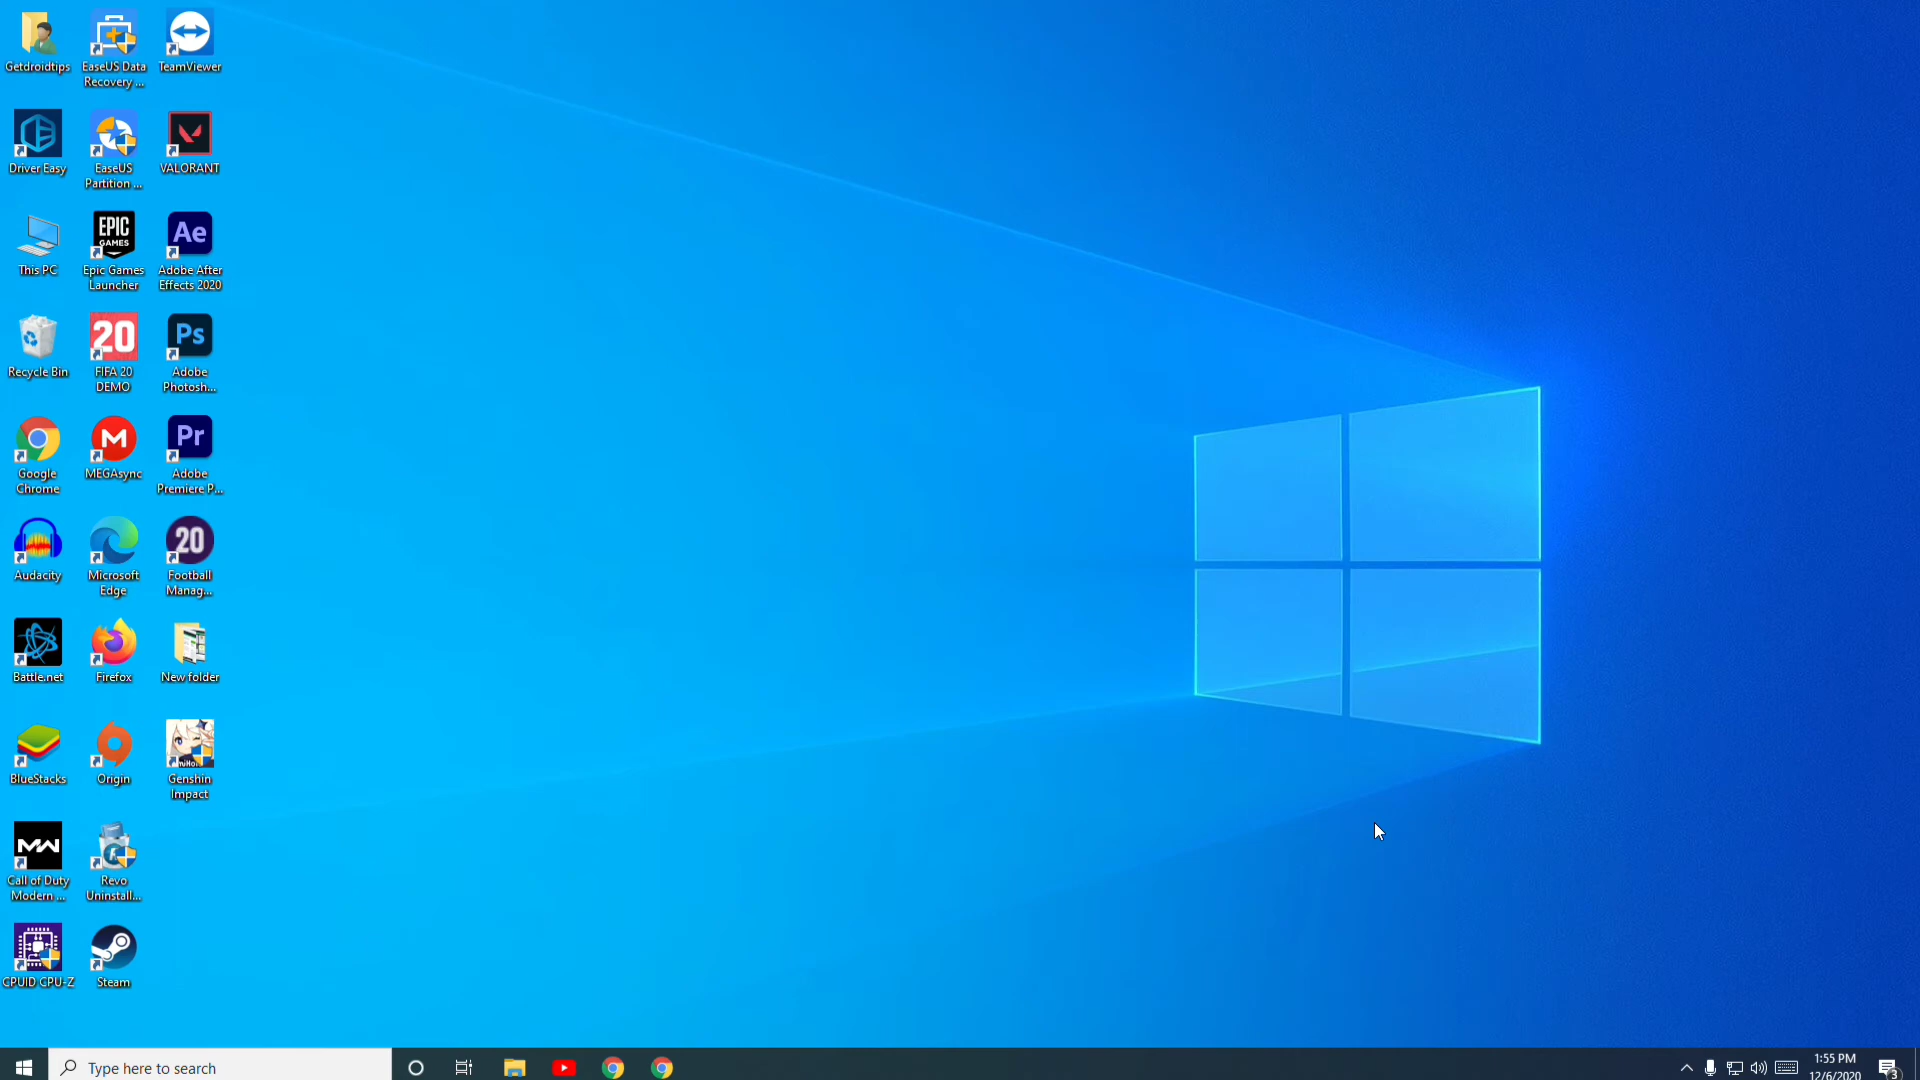 Getdroidtips
EaseUS Data
Recovery ...
TeamViewer
Driver Easy
EaseUS
Partition ...
VALORANT
This PC
EPIC
GAMES
Epic Games
Launcher
Ae
Adobe After
Effects 2020
Recycle Bin
20
FIFA 20
DEMO
Ps
Adobe
Photosh...
Google
Chrome
M
MEGAsync
Pr
Adobe
Premiere P...
Audacity
Microsoft
Edge
20
Football
Manag...
Battle.net
Firefox
New folder
BlueStacks
Origin
Genshin
Impact
MW
Call of Duty
Modern ...
Revo
Uninstall...
CPUID CPU-Z
Steam
Type here to search
1:55 PM
12/6/2020
3